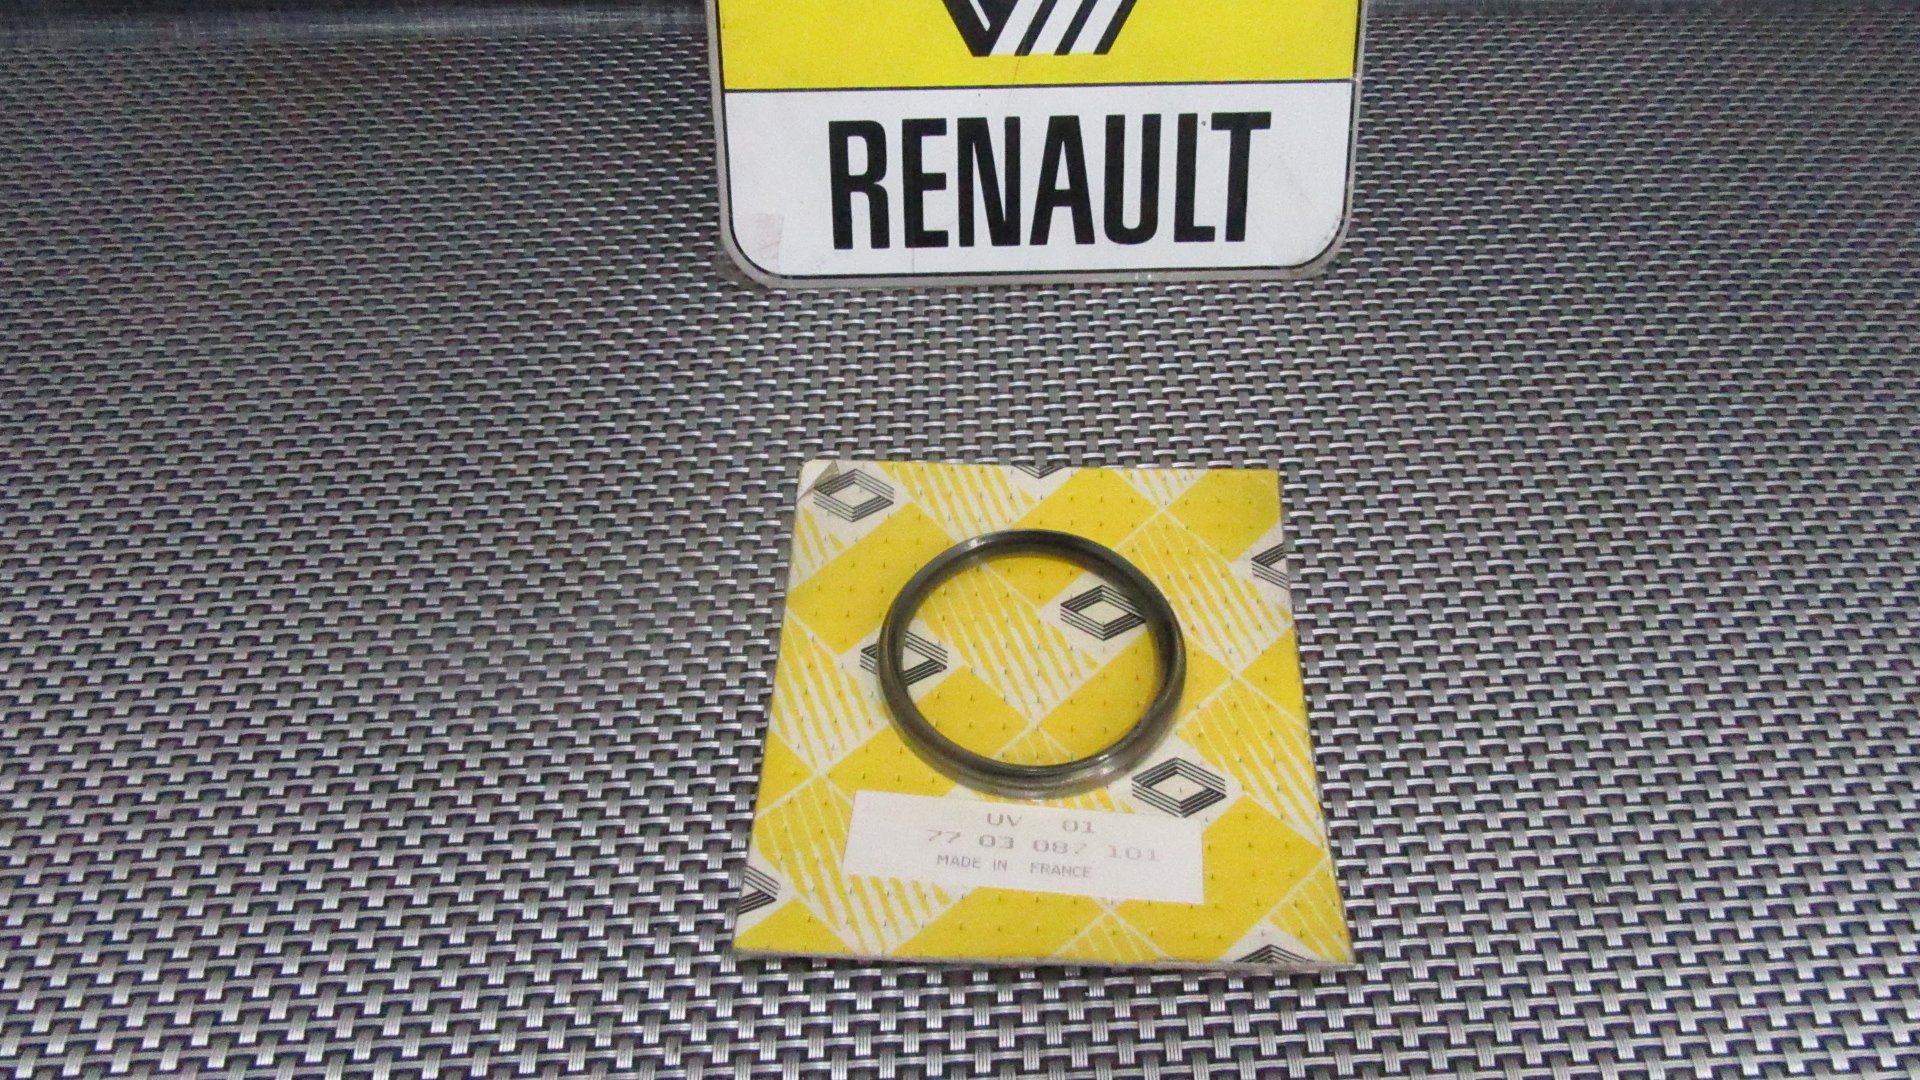 RENAULT
UV 01
77 03 087 101
MADE IN FRANCE